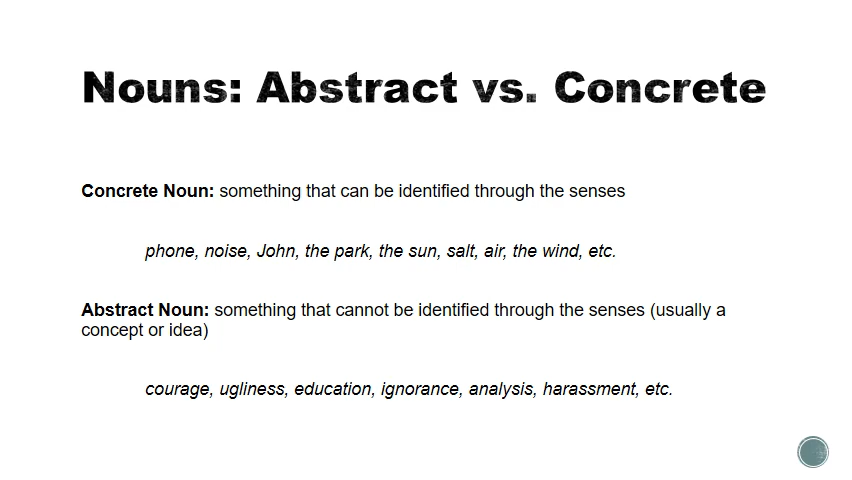 Nouns: Abstract vs. Concrete
Concrete Noun: something that can be identified through the senses
phone, noise, John, the park, the sun, salt, air, the wind, etc.
Abstract Noun: something that cannot be identified through the senses (usually a
concept or idea)
courage, ugliness, education, ignorance, analysis, harassment, etc.